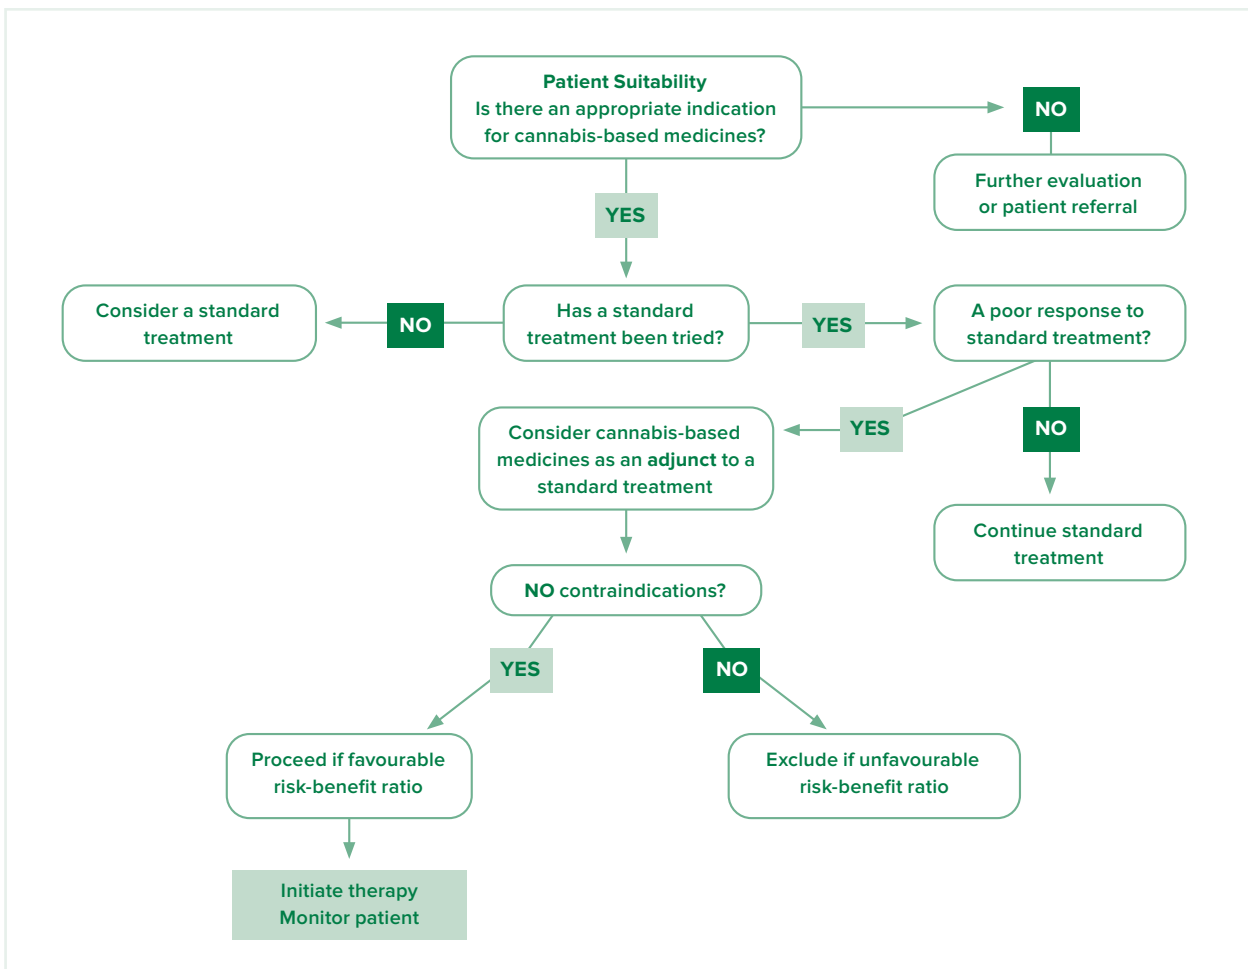 Patient Suitability
Is there an appropriate indication
for cannabis-based medicines?
NO
Further evaluation
or patient referral
YES
Consider a standard
treatment
NO
Has a standard
treatment been tried?
YES
A poor response to
standard treatment?
Consider cannabis-based
medicines as an adjunct to a
standard treatment
YES
NO
Continue standard
treatment
NO contraindications?
YES
NO
Proceed if favourable
risk-benefit ratio
Exclude if unfavourable
risk-benefit ratio
Initiate therapy
Monitor patient